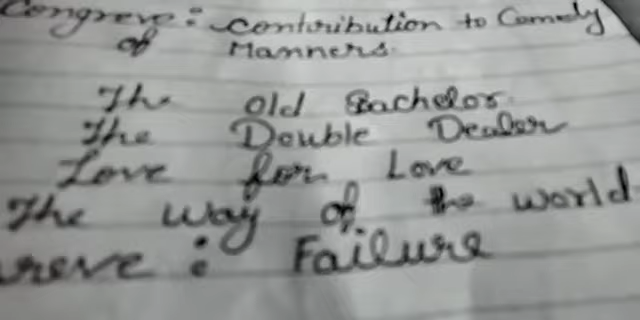 Congreve : contribution to Comedy
of Manners.
The Old Bachelor.
The Double Dealer
Love for Love
The way of the world
reve : Failure